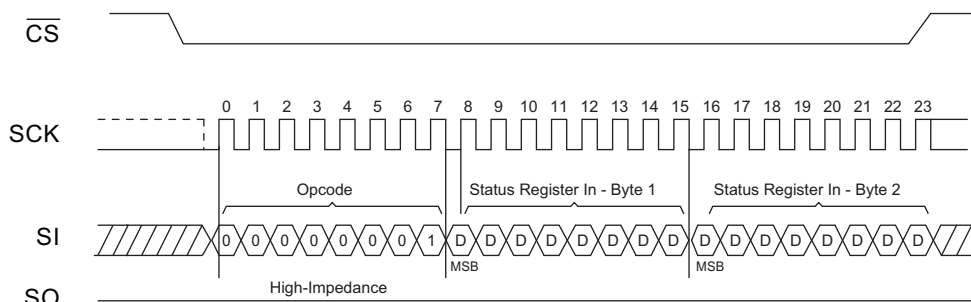 CS
0 1 2 3 4 5 6 7 8 9 10 11 12 13 14 15 16 17 18 19 20 21 22 23
SCK
Opcode Status Register In - Byte 1 Status Register In - Byte 2
SI 0 0 0 0 0 0 0 1 D D D D D D D D D D D D D D D D
MSB MSB
High-Impedance
SO